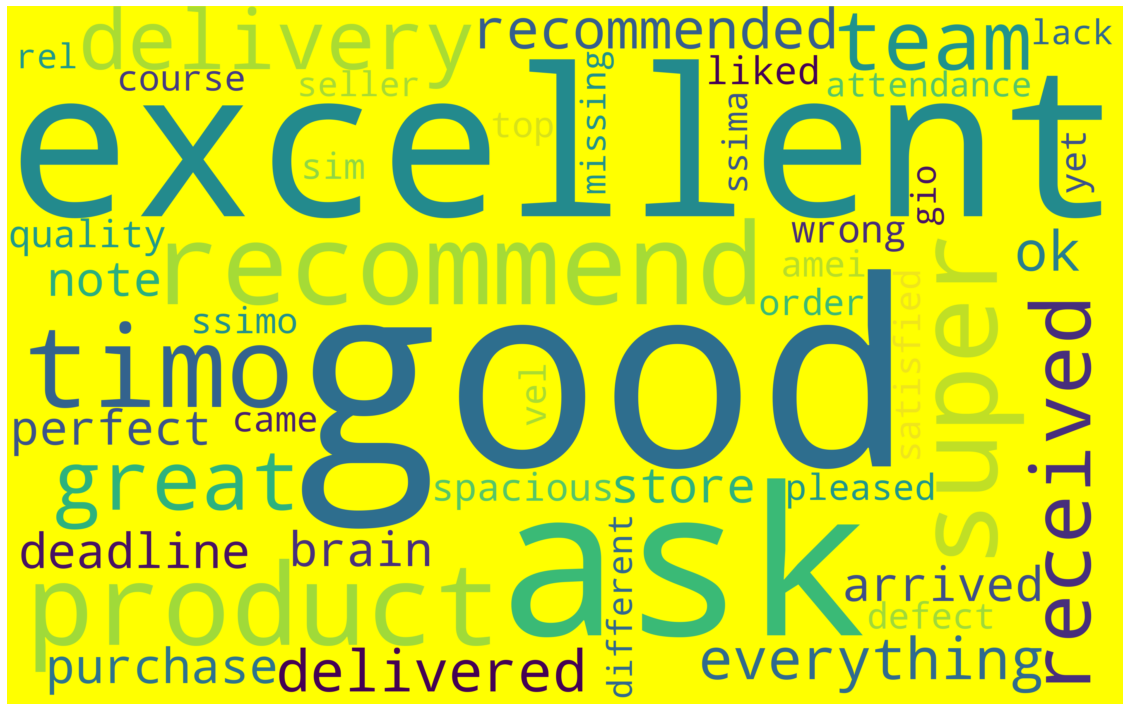 delivery
recommended
team
lack
rel
course
seller
missing
liked
attendance
excellent
top
sim
ssima
yet
gio
quality
note
recommend
wrong
amei
order
ok
ssimo
timo
good
vel
satisfied
super
received
perfect
came
great
spacious
store
pleased
deadline
brain
ask
different
product
arrived
defect
purchase
delivered
everything